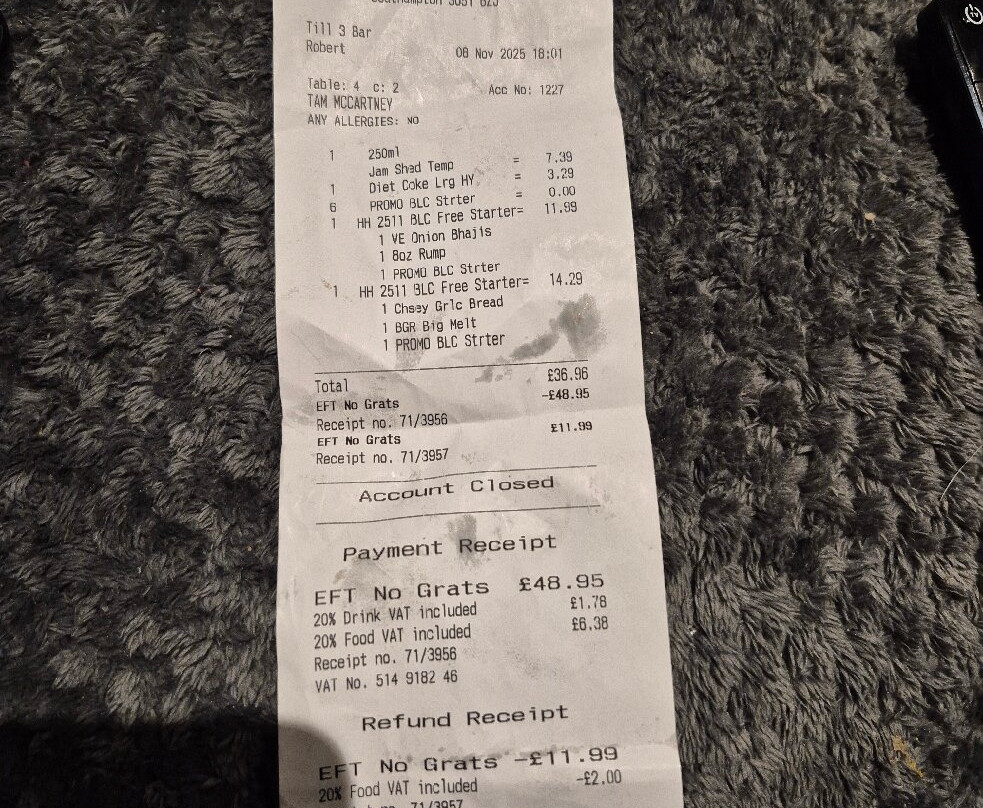 Southampton SO31 6ZJ
Till 3 Bar
Robert 08 Nov 2025 18:01
Table: 4 c: 2 Acc No: 1227
TAM MCCARTNEY
ANY ALLERGIES: NO
1 250ml
Jam Shed Temp = 7.39
1 Diet Coke Lrg HY = 3.29
6 PROMO BLC Strter = 0.00
1 HH 2511 BLC Free Starter= 11.99
1 VE Onion Bhajis
1 8oz Rump
1 PROMO BLC Strter
1 HH 2511 BLC Free Starter= 14.29
1 Chsey Grlc Bread
1 BGR Big Melt
1 PROMO BLC Strter
Total £36.96
EFT No Grats -£48.95
Receipt no. 71/3956
EFT No Grats £11.99
Receipt no. 71/3957
Account Closed
Payment Receipt
EFT No Grats £48.95
20% Drink VAT included £1.78
20% Food VAT included £6.38
Receipt no. 71/3956
VAT No. 514 9182 46
Refund Receipt
EFT No Grats -£11.99
20% Food VAT included -£2.00
71/3957